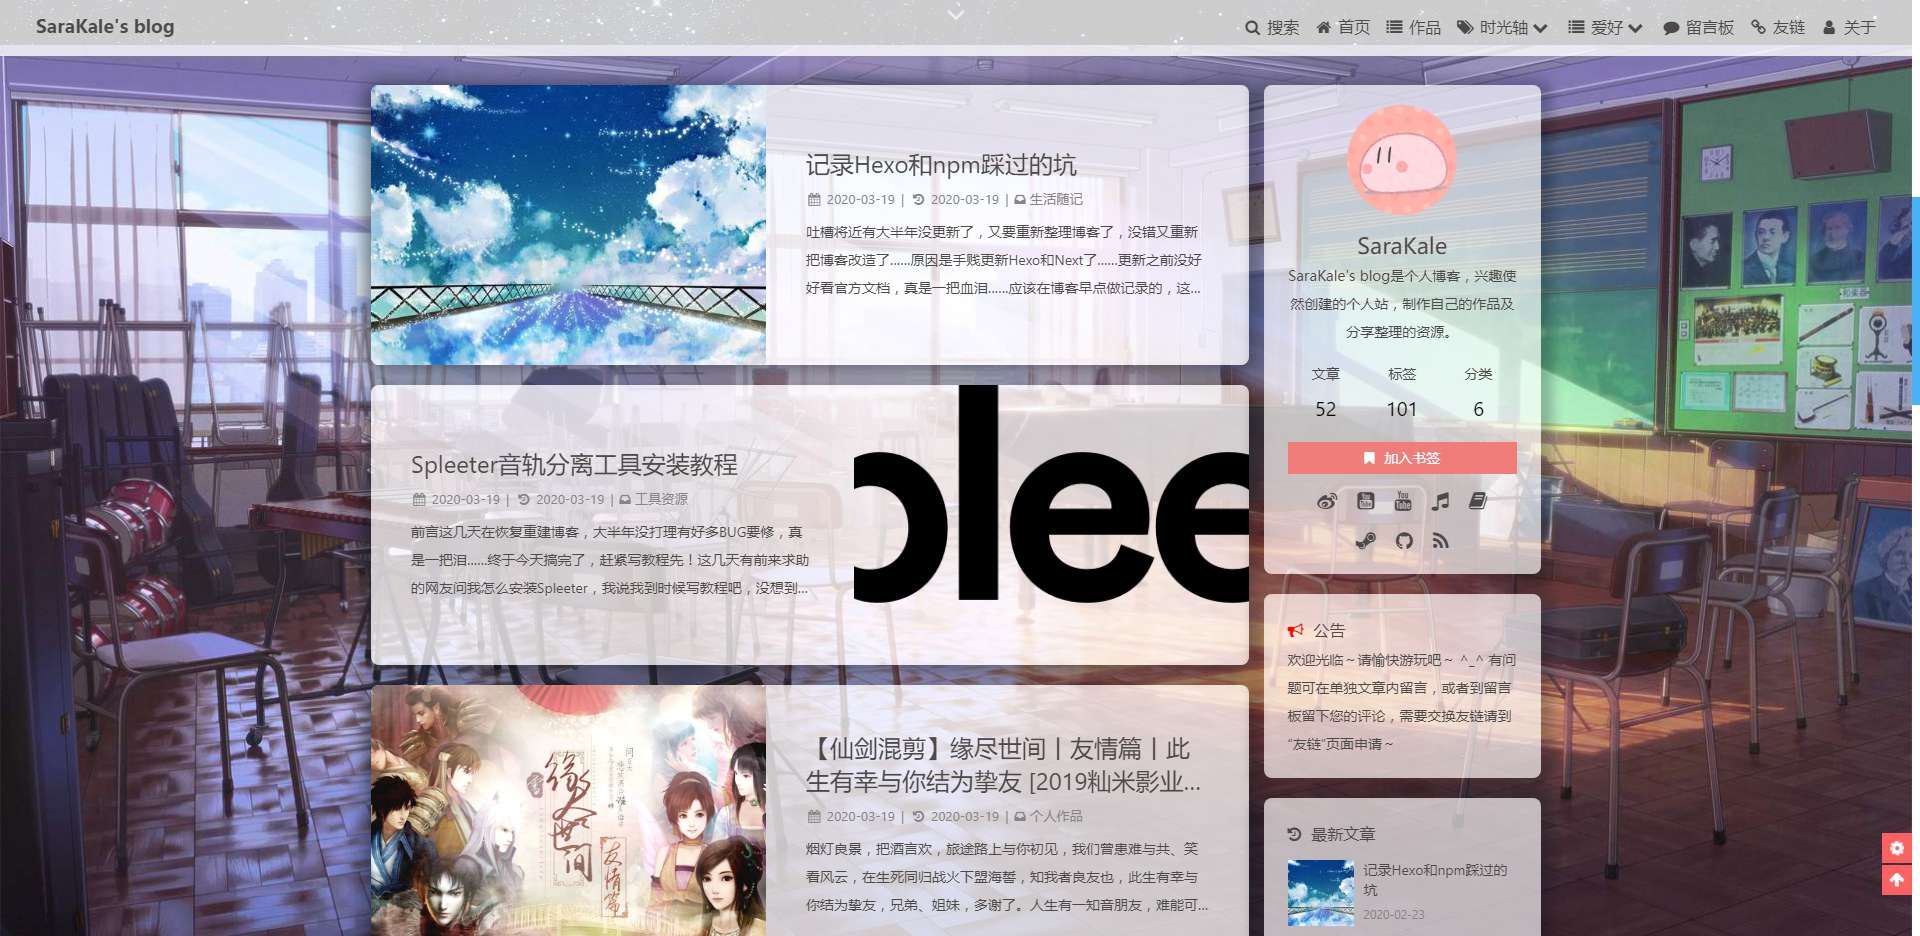 SaraKale's blog
搜索 首页 作品 时光轴 爱好 留言板 友链 关于
记录Hexo和npm踩过的坑
2020-03-19 | 2020-03-19 | 生活随记
吐槽将近有大半年没更新了，又要重新整理博客了，没错又重新
把博客改造了......原因是手贱更新Hexo和Next了......更新之前没好
好看官方文档，真是一把血泪......应该在博客早点做记录的，这...
Spleeter音轨分离工具安装教程
2020-03-19 | 2020-03-19 | 工具资源
前言这几天在恢复重建博客，大半年没打理有好多BUG要修，真
是一把泪......终于今天搞完了，赶紧写教程先！这几天有前来求助
的网友问我怎么安装Spleeter，我说我到时候写教程吧，没想到...
plee
【仙剑混剪】缘尽世间丨友情篇丨此
生有幸与你结为挚友 [2019籼米影业...
2020-03-19 | 2020-03-19 | 个人作品
烟灯良景，把酒言欢，旅途路上与你初见，我们曾患难与共、笑
看风云，在生死同归战火下盟海誓，知我者良友也，此生有幸与
你结为挚友，兄弟、姐妹，多谢了。人生有一知音朋友，难能可...
友情篇
SaraKale
SaraKale's blog是个人博客，兴趣使
然创建的个人站，制作自己的作品及
分享整理的资源。
文章 标签 分类
52 101 6
加入书签
公告
欢迎光临～请愉快游玩吧～ ^_^ 有问
题可在单独文章内留言，或者到留言
板留下您的评论，需要交换友链请到
“友链”页面申请～
最新文章
记录Hexo和npm踩过的
坑
2020-02-23